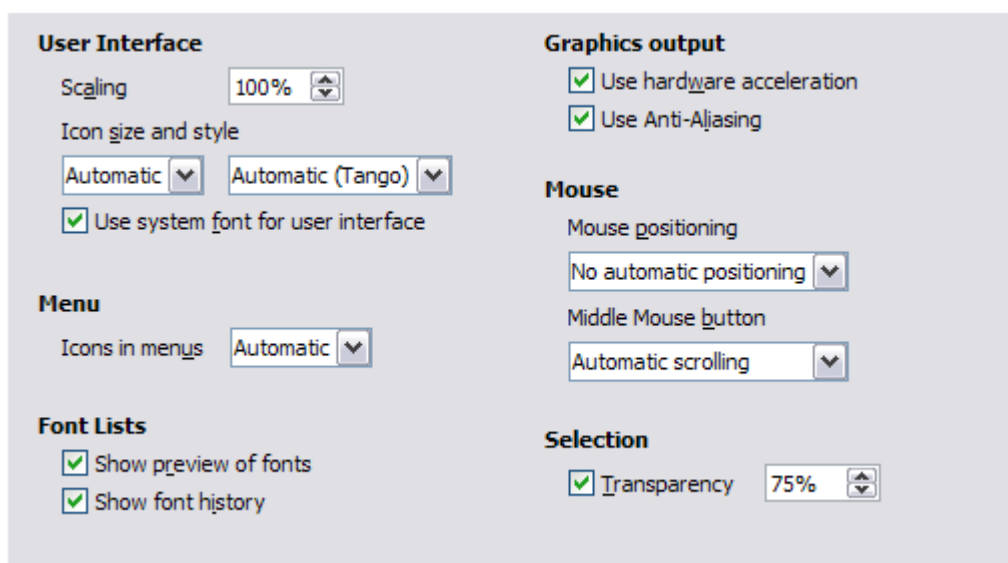 User Interface
Scaling 100%
Icon size and style
Automatic Automatic (Tango)
Use system font for user interface
Menu
Icons in menus Automatic
Font Lists
Show preview of fonts
Show font history
Graphics output
Use hardware acceleration
Use Anti-Aliasing
Mouse
Mouse positioning
No automatic positioning
Middle Mouse button
Automatic scrolling
Selection
Transparency 75%